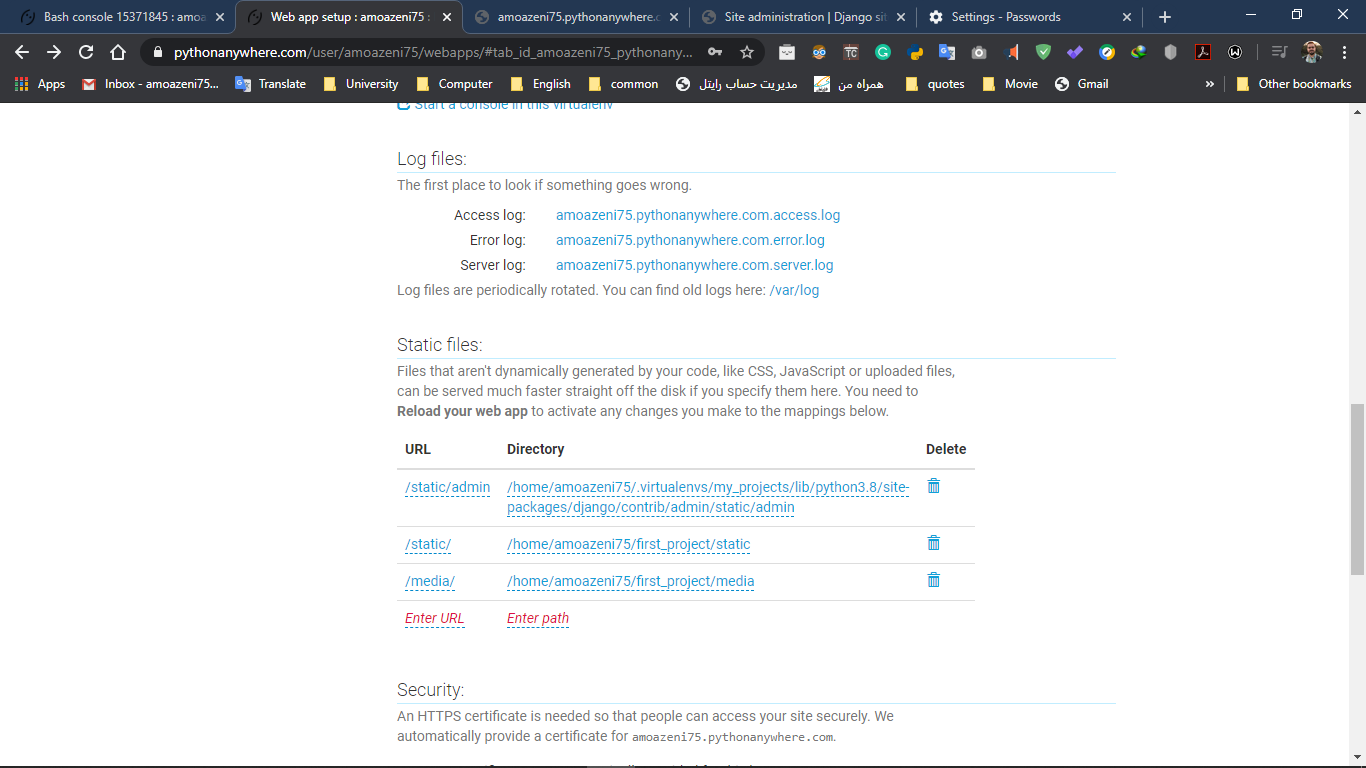 Bash console 15371845 : amoa
Web app setup : amoazeni75 :
amoazeni75.pythonanywhere.c
Site administration | Django sit
Settings - Passwords
pythonanywhere.com/user/amoazeni75/webapps/#tab_id_amoazeni75_pythonany...
Apps
Inbox - amoazeni75...
Translate
University
Computer
English
common
مدیریت حساب رایتل
همراه من
quotes
Movie
Gmail
»
Other bookmarks
Start a console in this virtualenv
Log files:
The first place to look if something goes wrong.
Access log: amoazeni75.pythonanywhere.com.access.log
Error log: amoazeni75.pythonanywhere.com.error.log
Server log: amoazeni75.pythonanywhere.com.server.log
Log files are periodically rotated. You can find old logs here: /var/log
Static files:
Files that aren't dynamically generated by your code, like CSS, JavaScript or uploaded files,
can be served much faster straight off the disk if you specify them here. You need to
Reload your web app to activate any changes you make to the mappings below.
URL Directory Delete
/static/admin /home/amoazeni75/.virtualenvs/my_projects/lib/python3.8/site-
packages/django/contrib/admin/static/admin
/static/ /home/amoazeni75/first_project/static
/media/ /home/amoazeni75/first_project/media
Enter URL Enter path
Security:
An HTTPS certificate is needed so that people can access your site securely. We
automatically provide a certificate for amoazeni75.pythonanywhere.com.